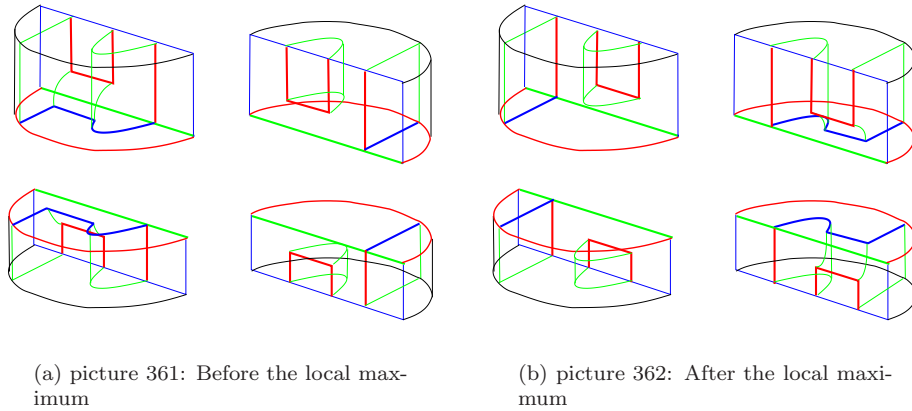 (a) picture 361: Before the local max-
imum
(b) picture 362: After the local maxi-
mum